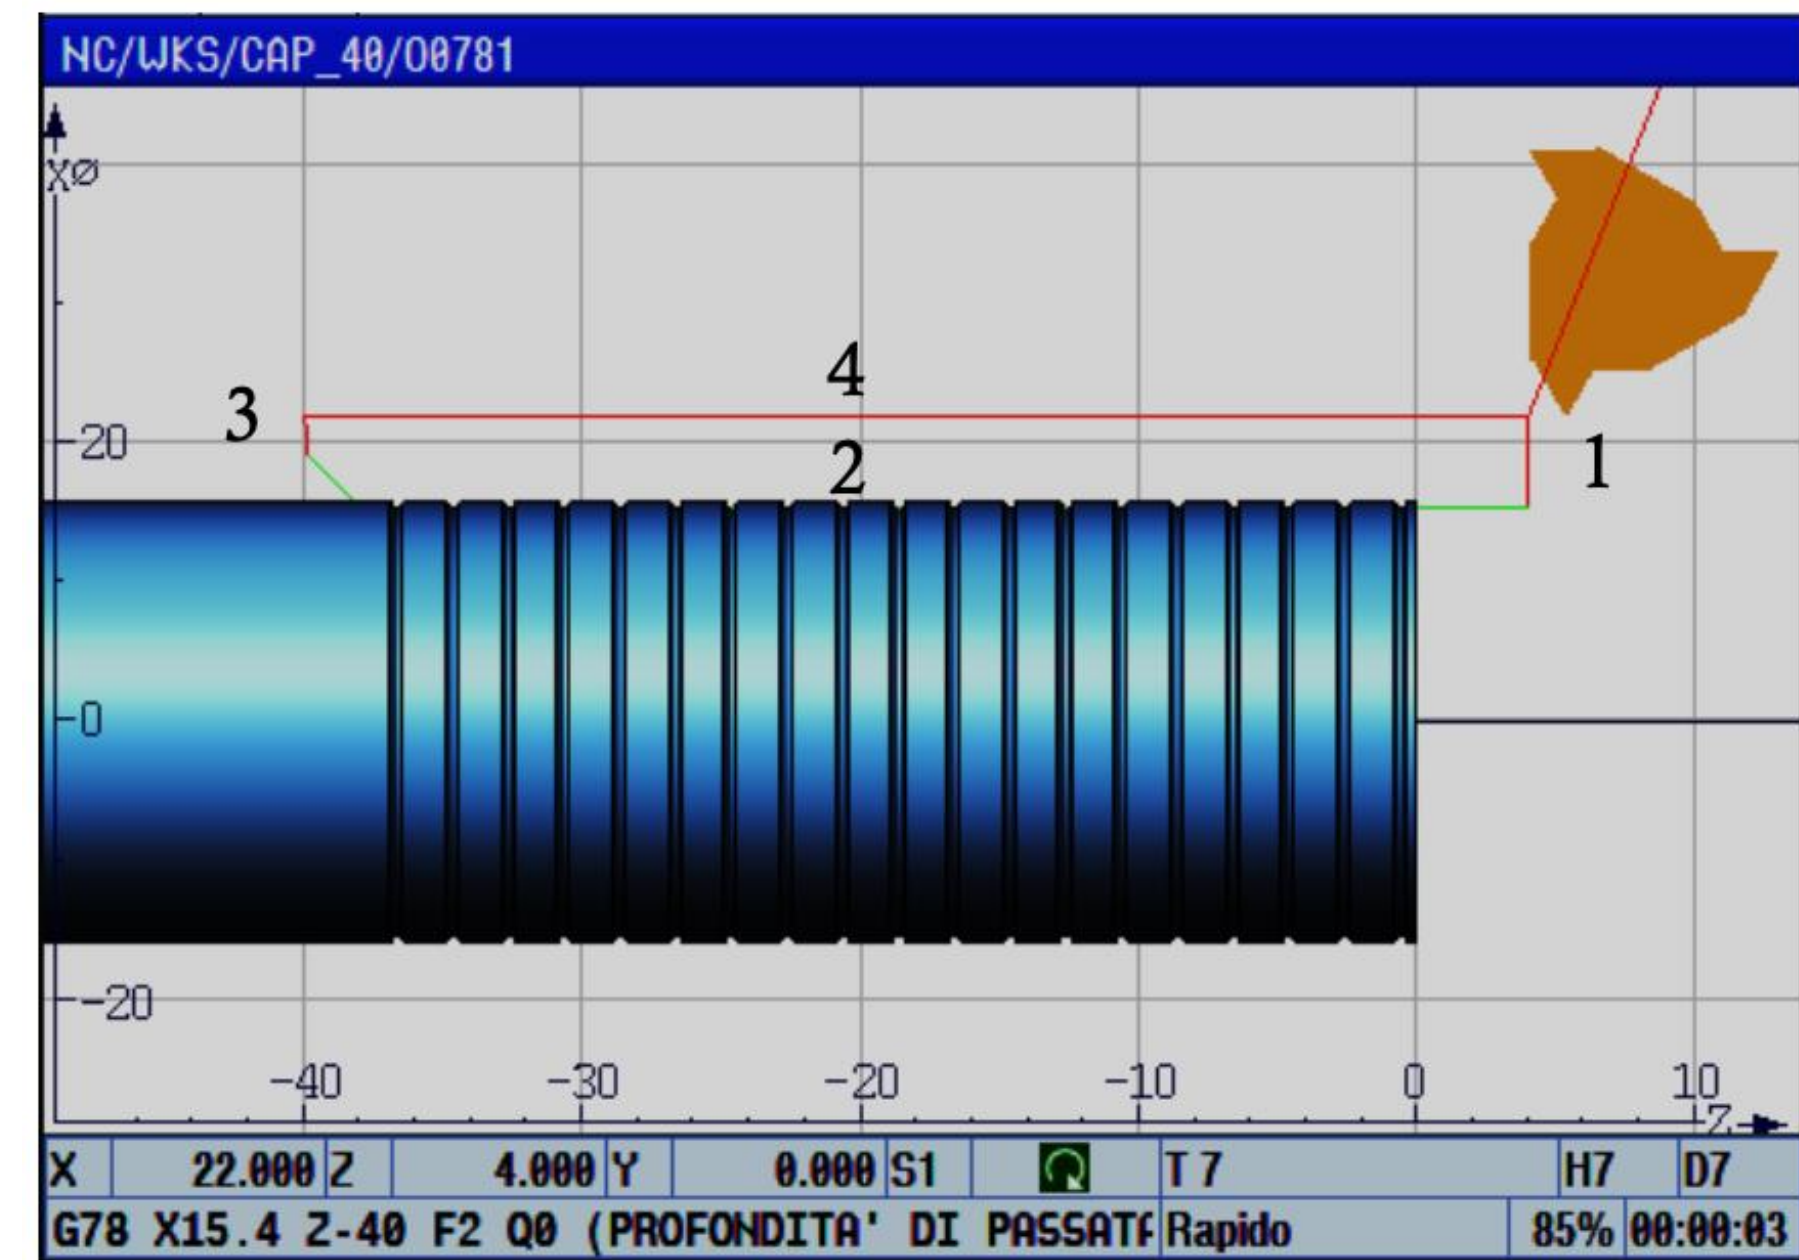 NC/WKS/CAP_40/O0781
XØ
4
3
20
2
1
0
-20
-40 -30 -20 -10 0 10
Z
X 22.000 Z 4.000 Y 0.000 S1 T 7 H7 D7
G78 X15.4 Z-40 F2 Q0 (PROFONDITA' DI PASSATA Rapido 85% 00:00:03